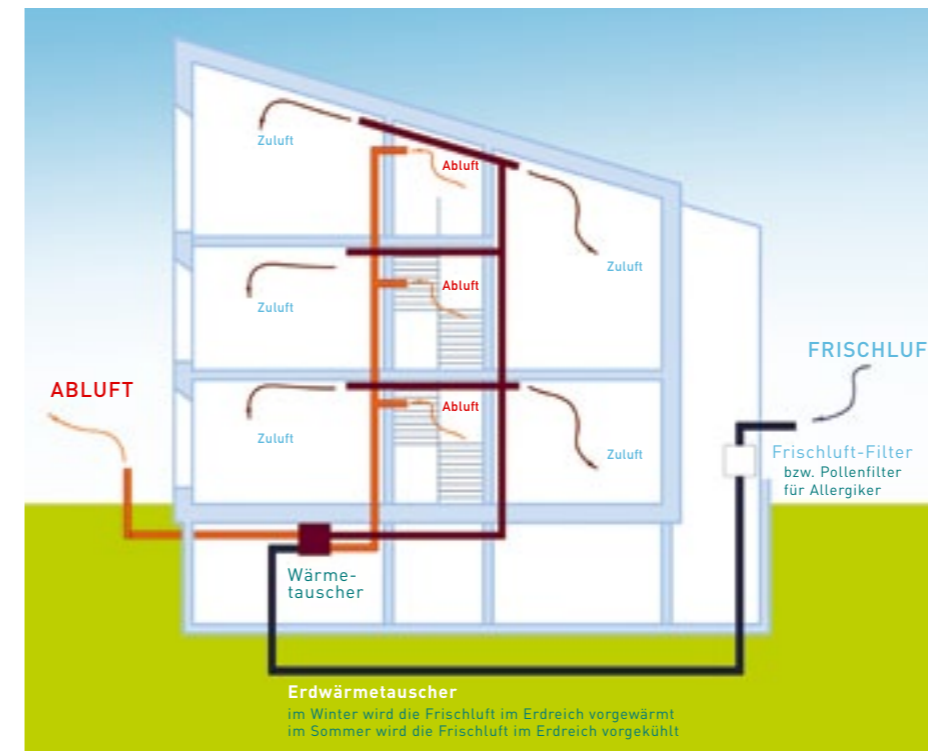 Zuluft
Abluft
Zuluft
Abluft
Zuluft
FRISCHLUF
ABLUFT
Abluft
Zuluft
Zuluft
Frischluft-Filter
bzw. Pollenfilter
für Allergiker
Wärme-
tauscher
Erdwärmetauscher
im Winter wird die Frischluft im Erdreich vorgewärmt
im Sommer wird die Frischluft im Erdreich vorgekühlt